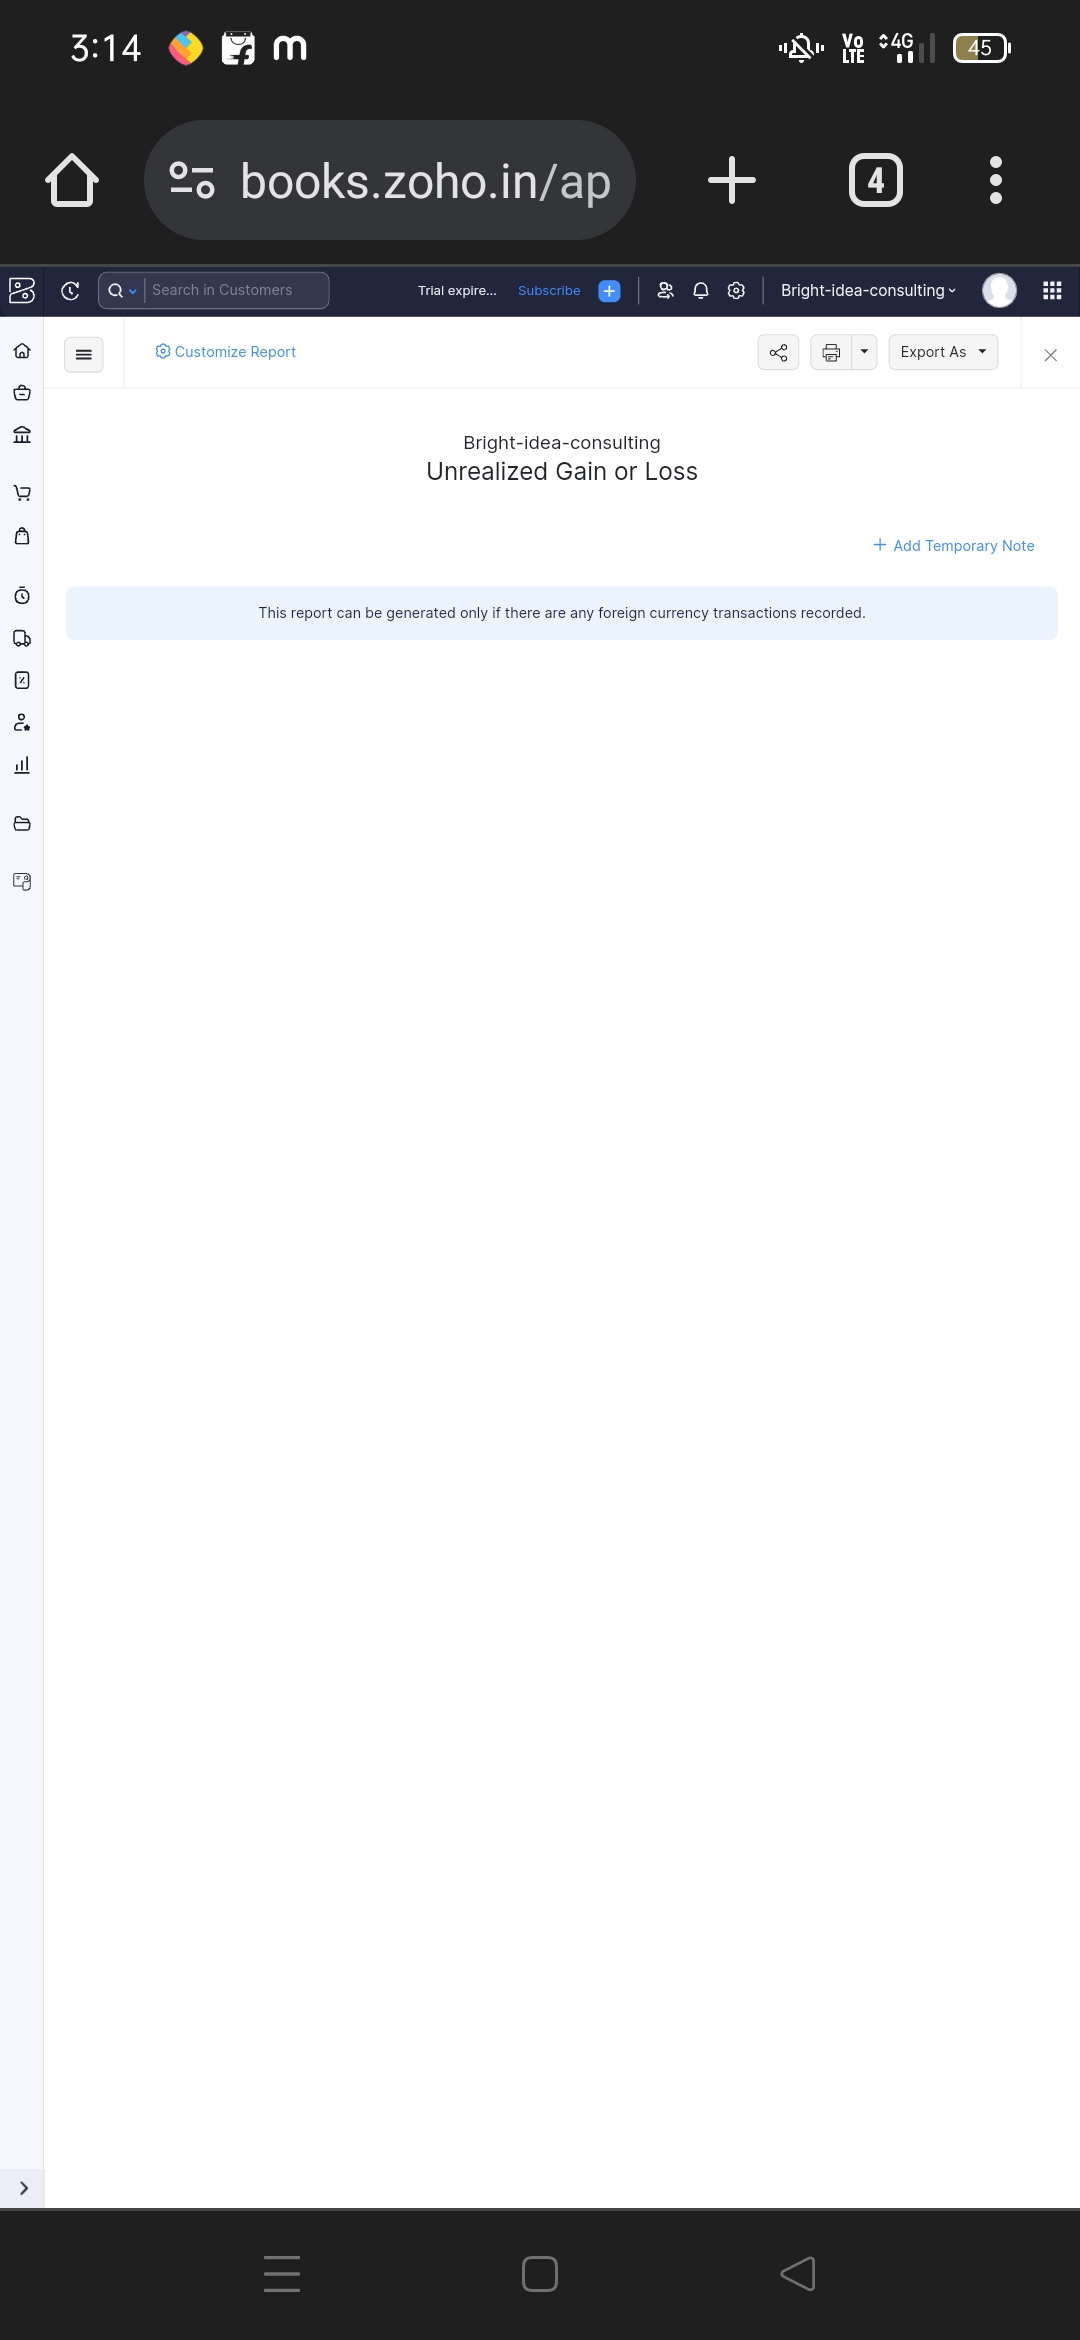 3:14
Vo
LTE
4G
45
books.zoho.in/ap
4
Search in Customers
Trial expire...
Subscribe
Bright-idea-consulting
Customize Report
Export As
Bright-idea-consulting
Unrealized Gain or Loss
+ Add Temporary Note
This report can be generated only if there are any foreign currency transactions recorded.